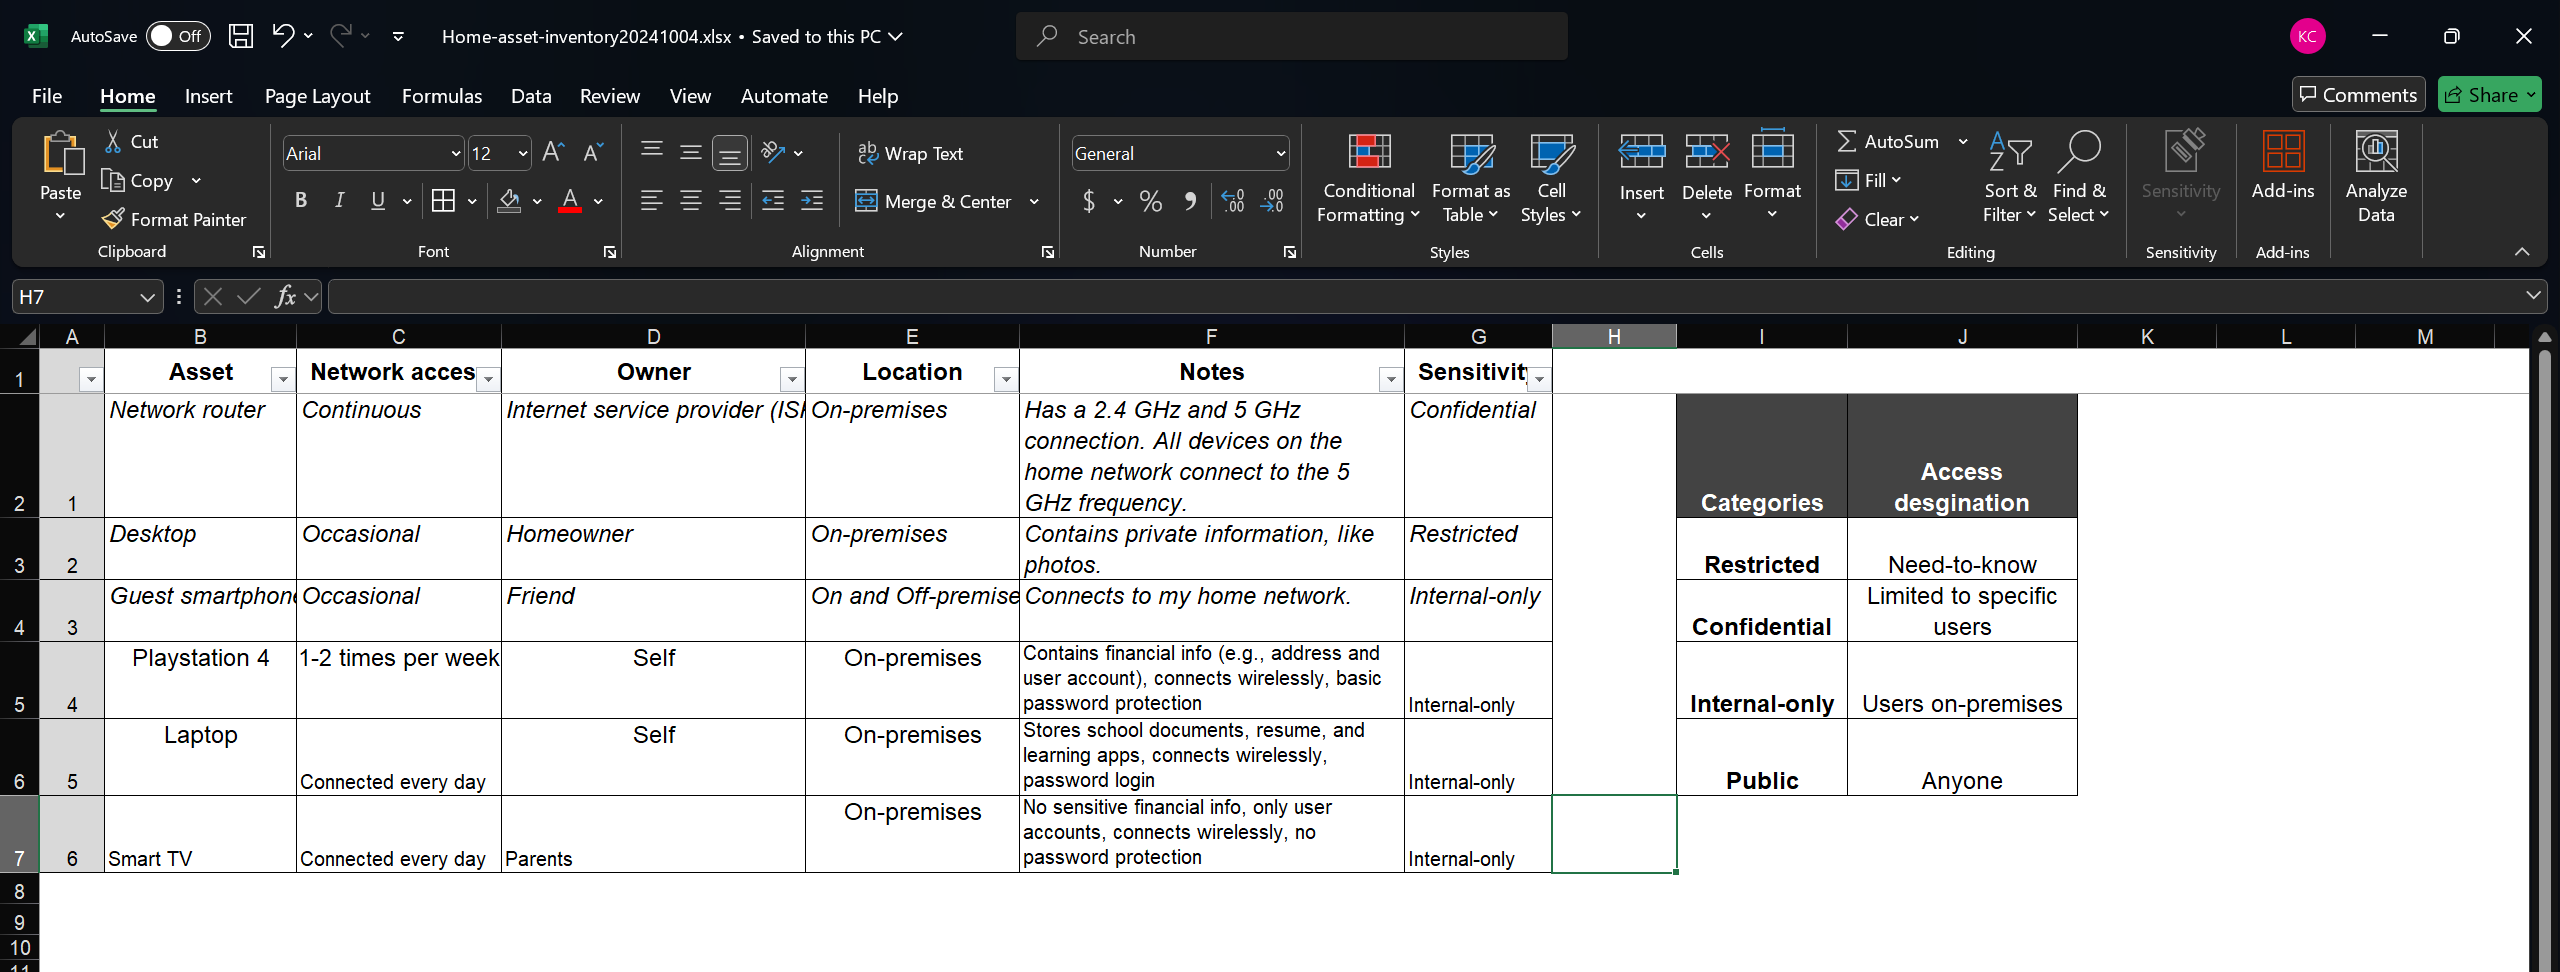 AutoSave Off Home-asset-inventory20241004.xlsx • Saved to this PC Search KC
File Home Insert Page Layout Formulas Data Review View Automate Help Comments Share
Paste Cut Copy Format Painter Clipboard
Arial 12 B I U A Font
Wrap Text Merge & Center Alignment
General $ % Number
Conditional Formatting Format as Table Cell Styles Styles
Insert Delete Format Cells
AutoSum Fill Clear Sort & Filter Find & Select Editing
Sensitivity Sensitivity
Add-ins Add-ins
Analyze Data
H7 fx
A B C D E F G H I J K L M
1 Asset Network acces Owner Location Notes Sensitivity
2 1 Network router Continuous Internet service provider (IS On-premises Has a 2.4 GHz and 5 GHz
connection. All devices on the
home network connect to the 5
GHz frequency. Confidential
Categories Access
desgination
3 2 Desktop Occasional Homeowner On-premises Contains private information, like
photos. Restricted
Restricted Need-to-know
4 3 Guest smartphone Occasional Friend On and Off-premise Connects to my home network. Internal-only
Confidential Limited to specific
users
5 4 Playstation 4 1-2 times per week Self On-premises Contains financial info (e.g., address and
user account), connects wirelessly, basic
password protection Internal-only
Internal-only Users on-premises
6 5 Laptop Connected every day Self On-premises Stores school documents, resume, and
learning apps, connects wirelessly,
password login Internal-only
Public Anyone
7 6 Smart TV Connected every day Parents On-premises No sensitive financial info, only user
accounts, connects wirelessly, no
password protection Internal-only
8
9
10
11